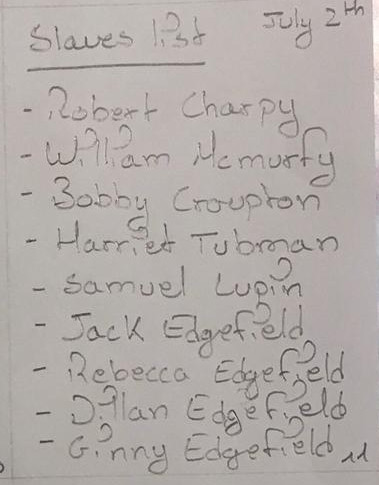 Slaves list July 2th
- Robert Charpy
- William Mcmurfy
- Bobby Croupton
- Harriet Tubman
- Samuel Lupin
- Jack Edgefield
- Rebecca Edgefield
- Dillan Edgefield
- Ginny Edgefield